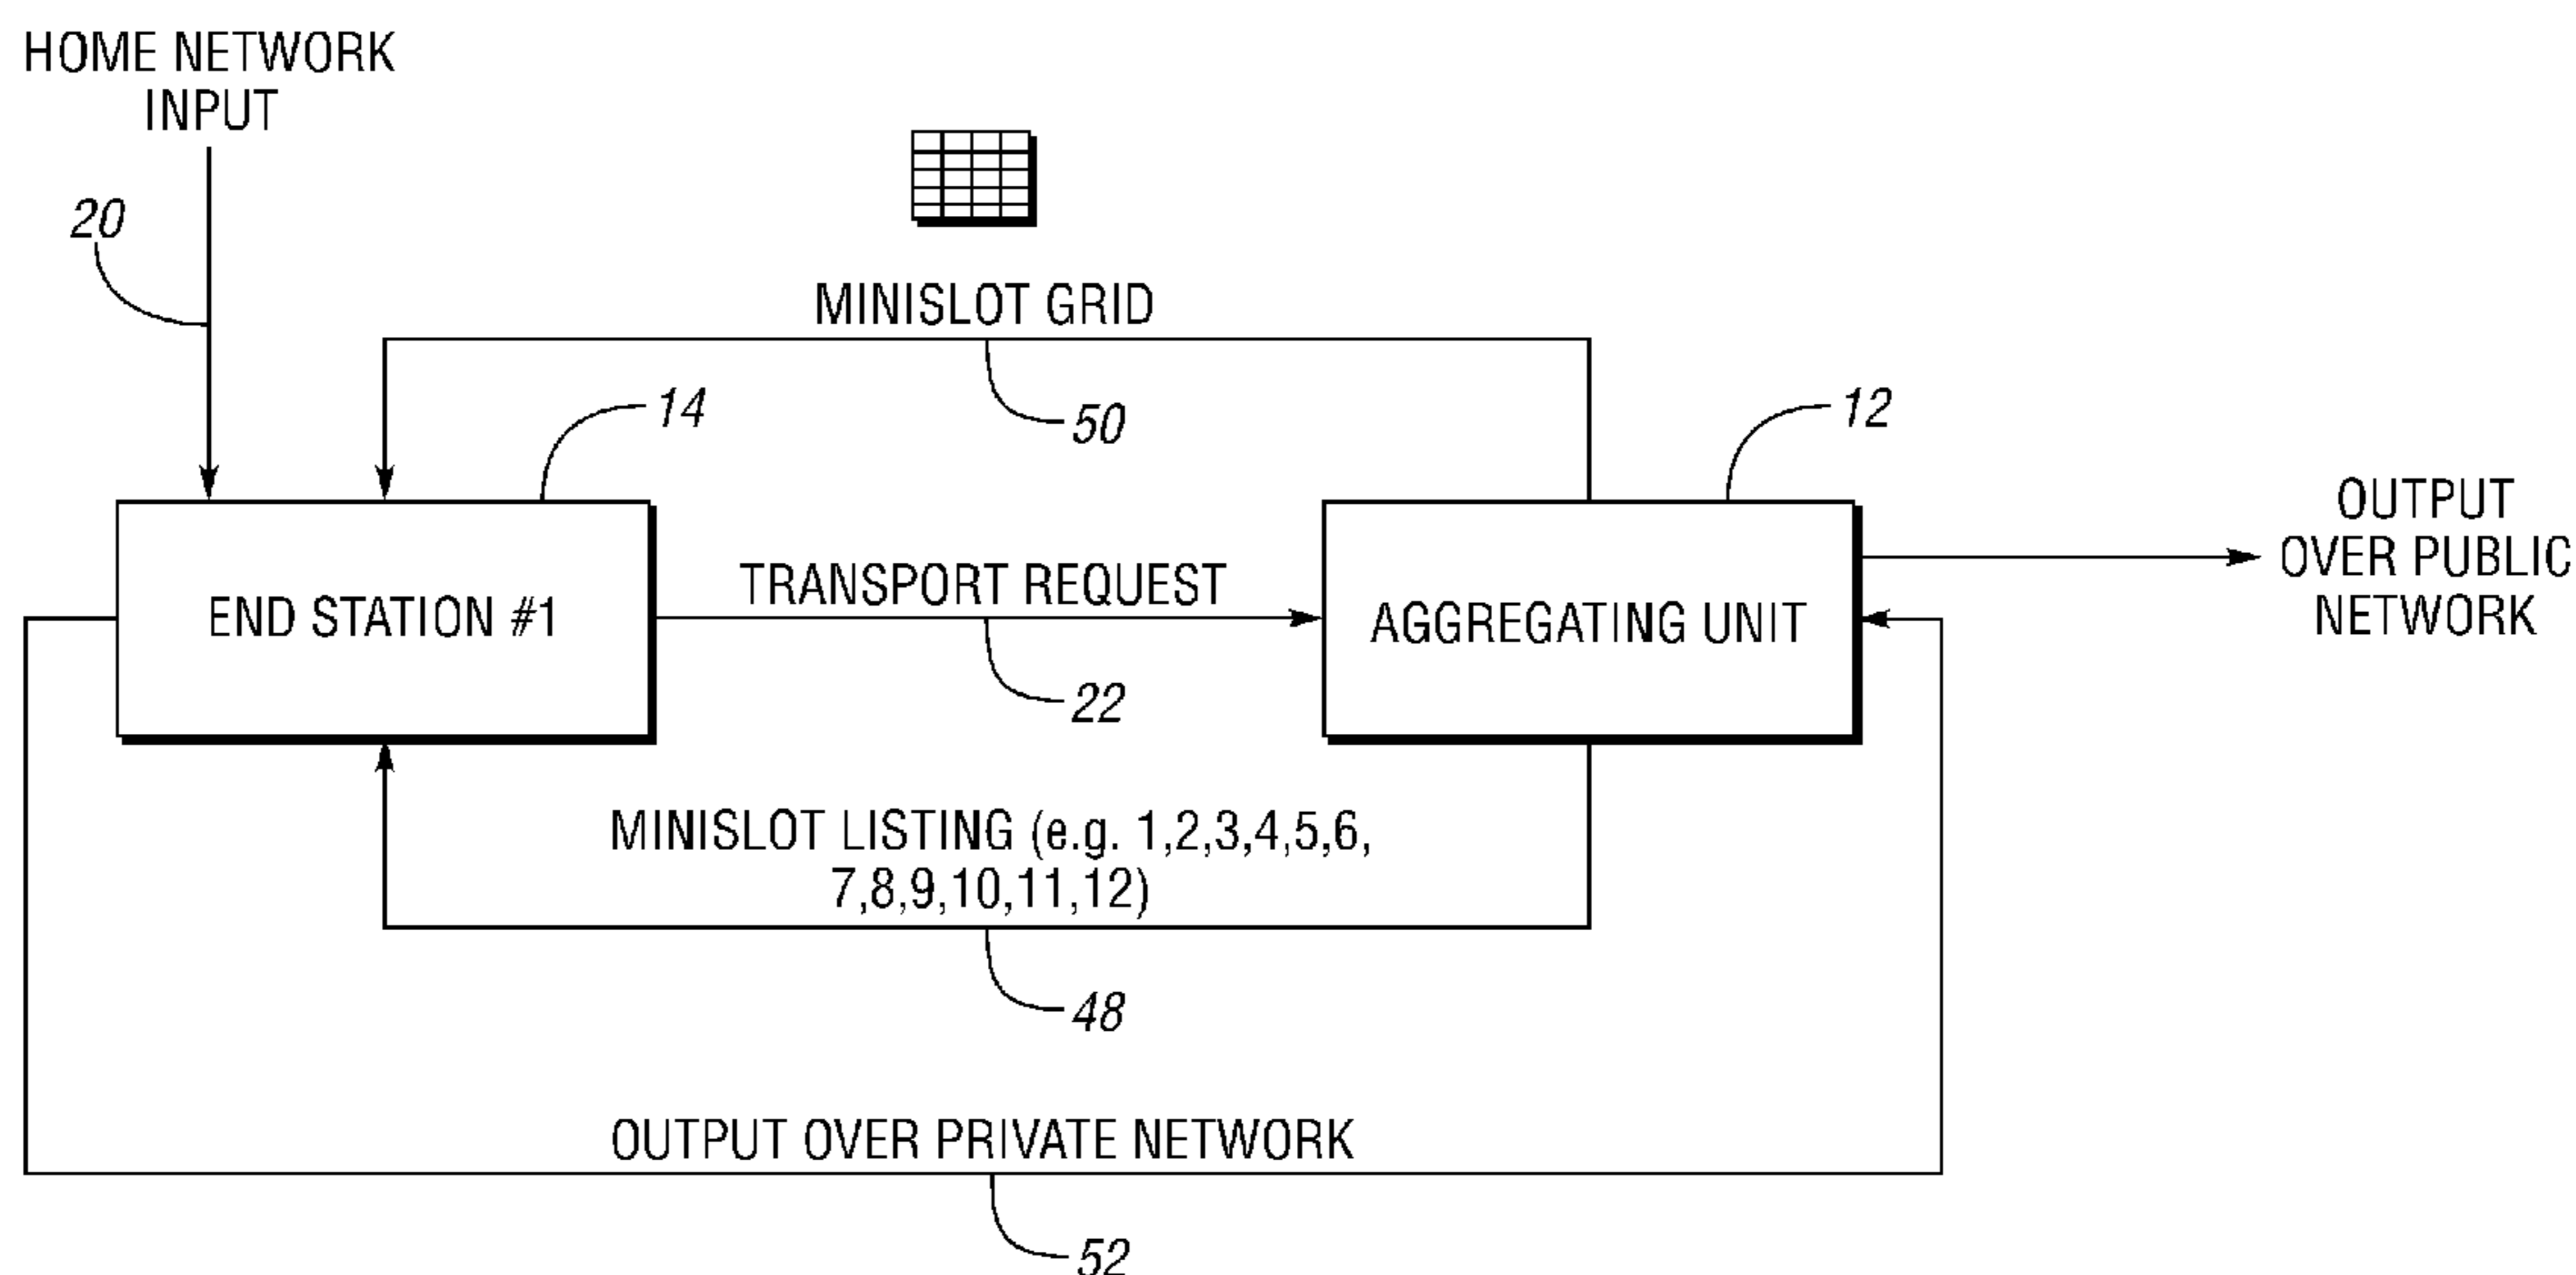 HOME NETWORK
INPUT
20
MINISLOT GRID
50
14
12
END STATION #1
TRANSPORT REQUEST
22
AGGREGATING UNIT
OUTPUT
OVER PUBLIC
NETWORK
MINISLOT LISTING (e.g. 1,2,3,4,5,6,
7,8,9,10,11,12)
48
OUTPUT OVER PRIVATE NETWORK
52